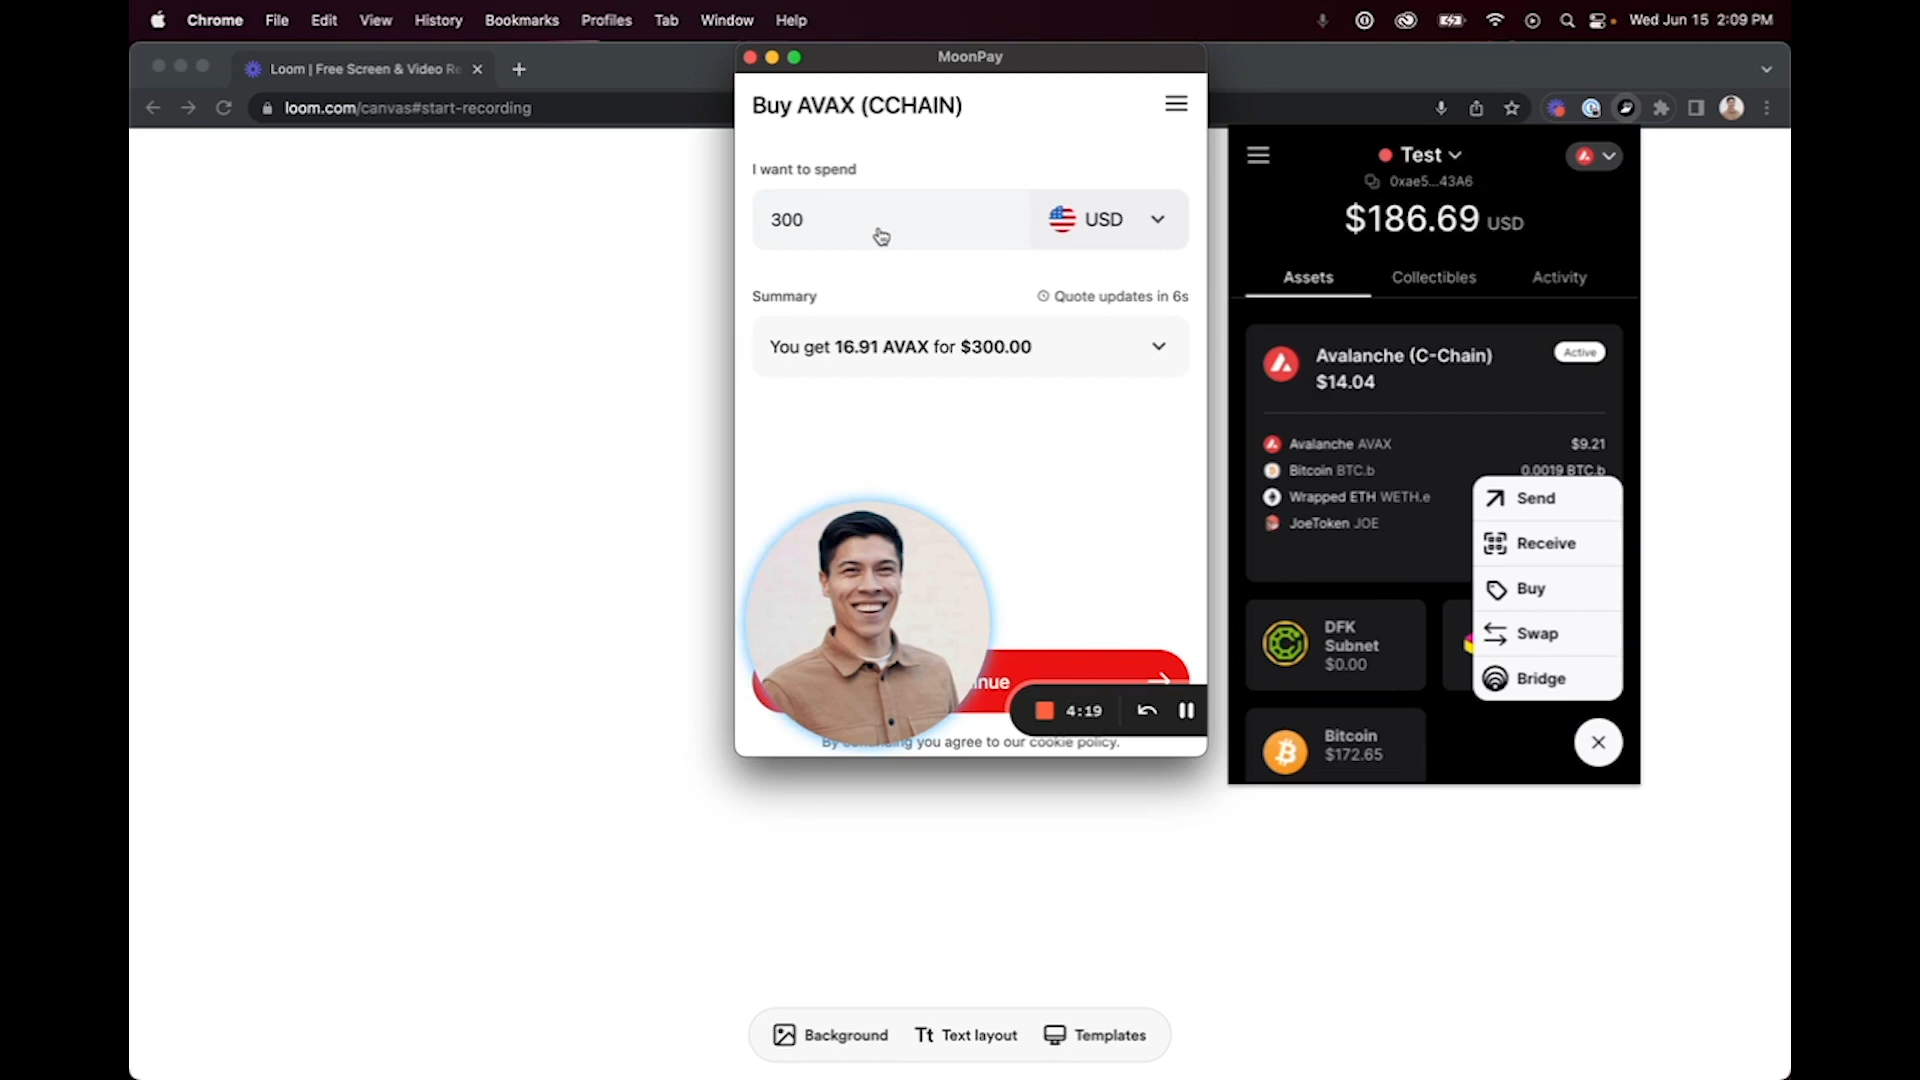 Chrome File Edit View History Bookmarks Profiles Tab Window Help
Wed Jun 15 2:09 PM
Loom | Free Screen & Video Re
loom.com/canvas#start-recording
MoonPay
Buy AVAX (CCHAIN)
I want to spend
300
USD
Summary
Quote updates in 6s
You get 16.91 AVAX for $300.00
nue
4:19
By continuing you agree to our cookie policy.
Test
0xae5...43A6
$186.69 USD
Assets Collectibles Activity
Avalanche (C-Chain)
Active
$14.04
Avalanche AVAX $9.21
Bitcoin BTC.b 0.0019 BTC.b
Wrapped ETH WETH.e
JoeToken JOE
Send
Receive
Buy
Swap
Bridge
DFK
Subnet
$0.00
Bitcoin
$172.65
Background Tt Text layout Templates